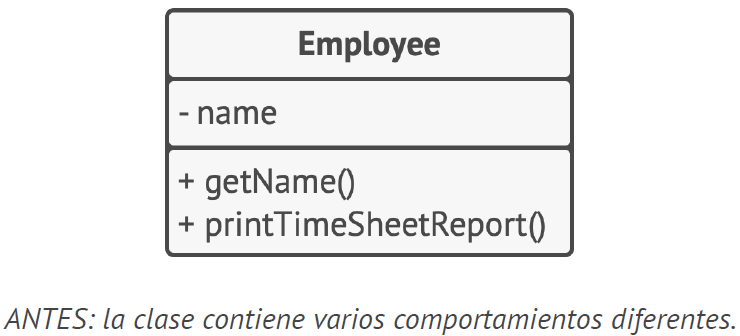 Employee
- name
+ getName()
+ printTimeSheetReport()
ANTES: la clase contiene varios comportamientos diferentes.